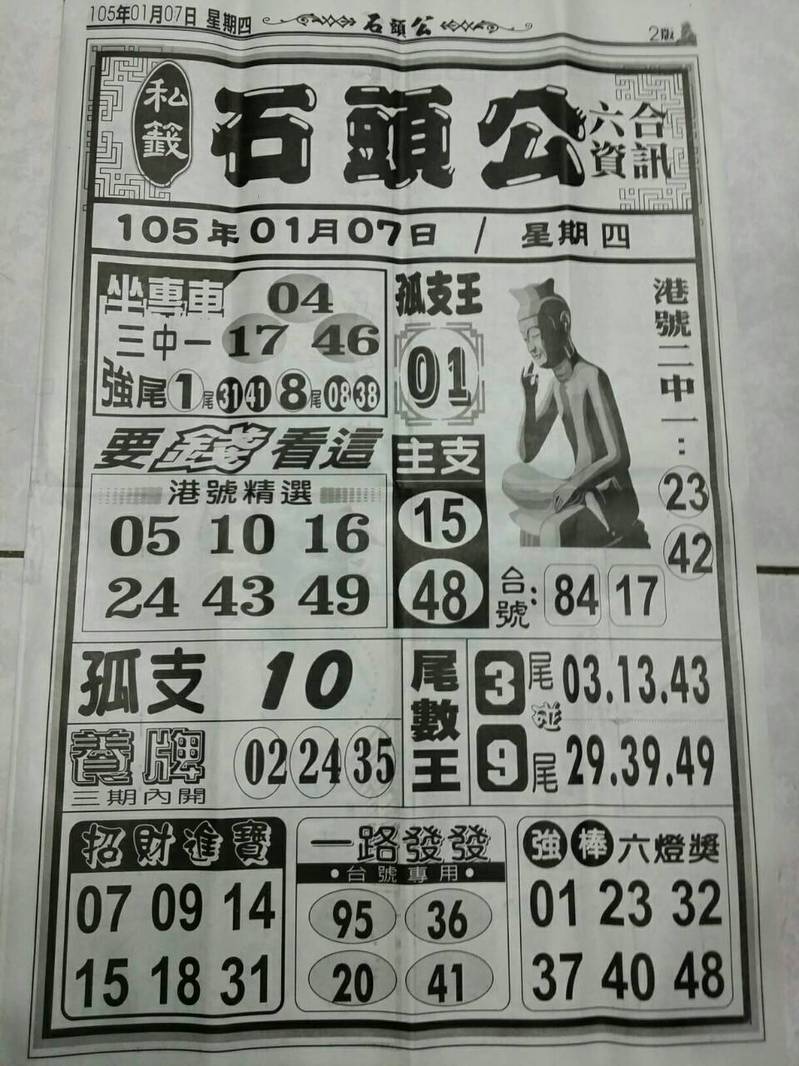 105年01月07日 星期四
石頭公
2版
私籤
石頭公
六合
資訊
105年01月07日 / 星期四
坐專車
三中一
04
17 46
強尾 1尾 31 41 8尾 08 38
孤支王
01
港號二中一:
23
42
要錢看這
港號精選
05 10 16
24 43 49
主支
15
48
台號: 84 17
孤支 10
養牌
三期內開
02 24 35
尾數王
3尾 03.13.43
碰
9尾 29.39.49
招財進寶
07 09 14
15 18 31
一路發發
•台號專用•
95 36
20 41
強棒六燈獎
01 23 32
37 40 48